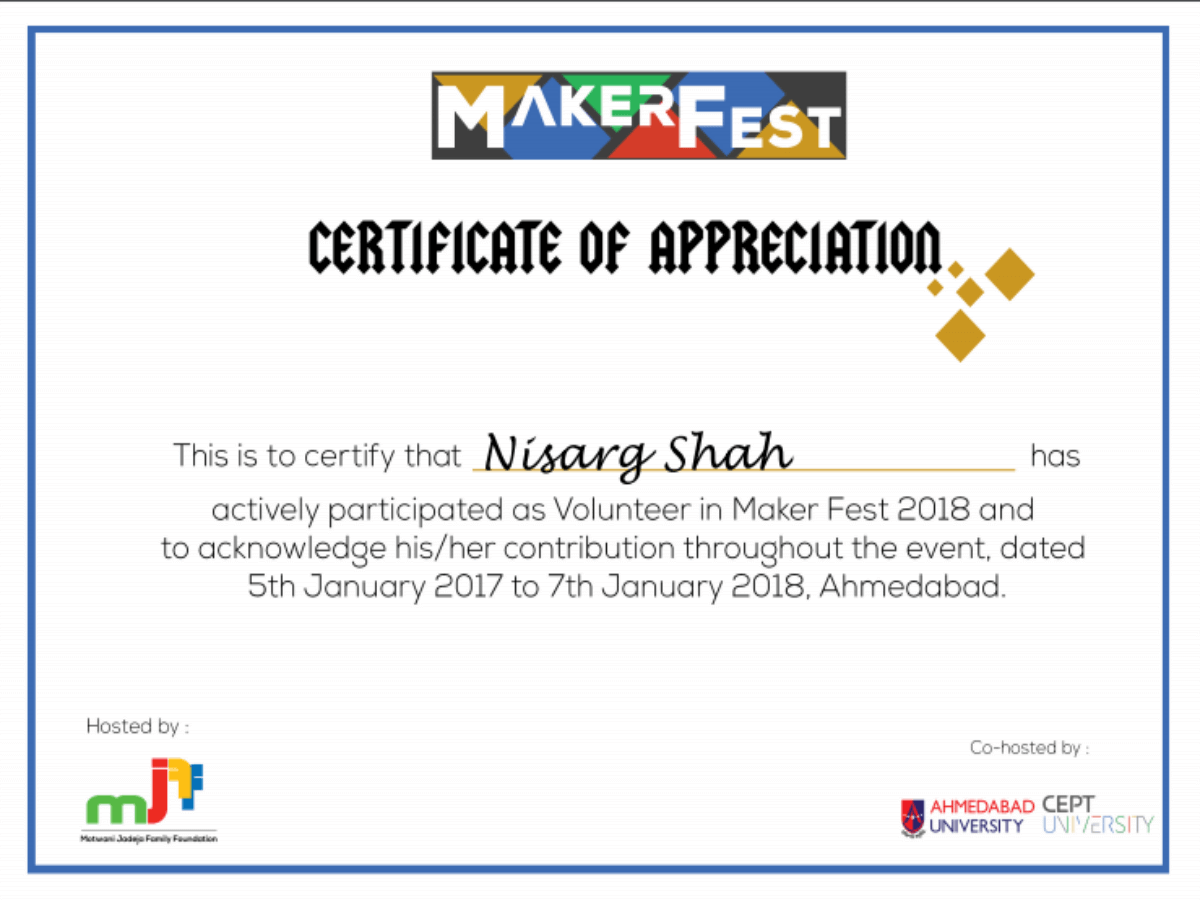 MAKERFEST
CERTIFICATE OF APPRECIATION
This is to certify that Nisarg Shah has
actively participated as Volunteer in Maker Fest 2018 and
to acknowledge his/her contribution throughout the event, dated
5th January 2017 to 7th January 2018, Ahmedabad.
Hosted by :
mjff
Motwani Jadeja Family Foundation
Co-hosted by :
AHMEDABAD
UNIVERSITY
CEPT
UNIVERSITY